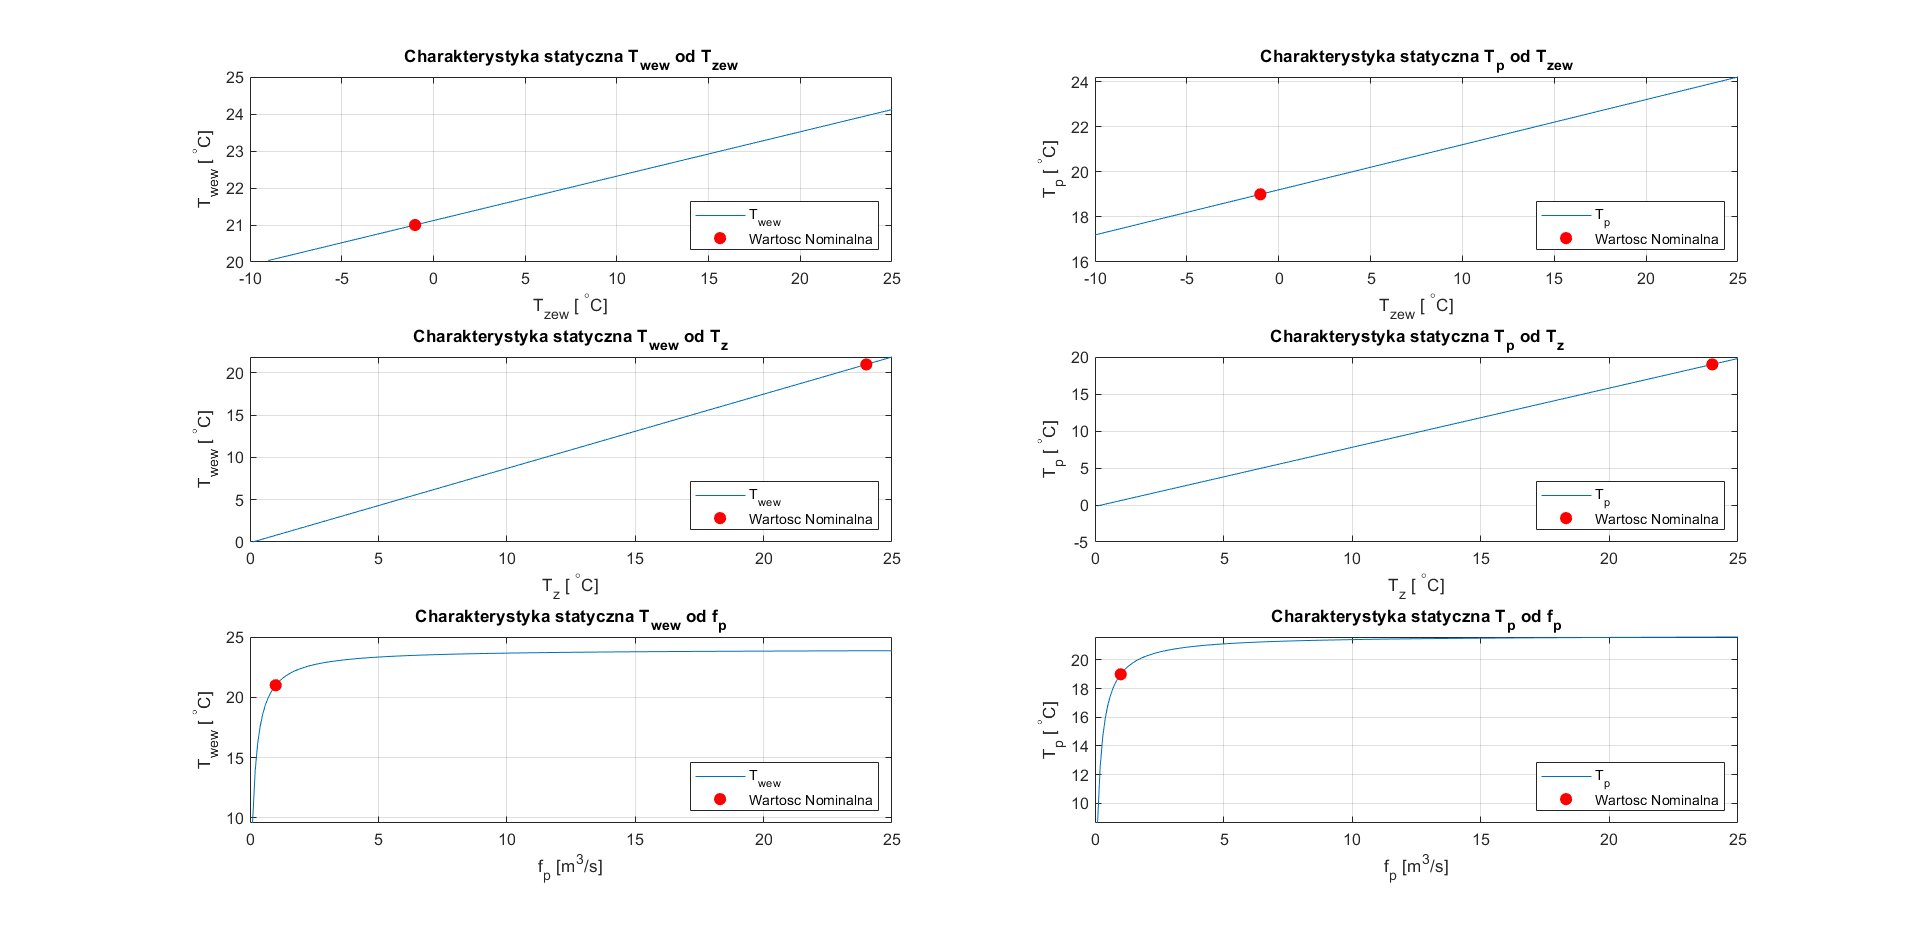 Charakterystyka statyczna T_wew od T_zew
25
24
23
22
21
20
T_wew [ °C]
T_wew
Wartosc Nominalna
-10 -5 0 5 10 15 20 25
T_zew [ °C]
Charakterystyka statyczna T_p od T_zew
24
22
20
18
16
T_p [ °C]
T_p
Wartosc Nominalna
-10 -5 0 5 10 15 20 25
T_zew [ °C]
Charakterystyka statyczna T_wew od T_z
20
15
10
5
0
T_wew [ °C]
T_wew
Wartosc Nominalna
0 5 10 15 20 25
T_z [ °C]
Charakterystyka statyczna T_p od T_z
20
15
10
5
0
-5
T_p [ °C]
T_p
Wartosc Nominalna
0 5 10 15 20 25
T_z [ °C]
Charakterystyka statyczna T_wew od f_p
25
20
15
10
T_wew [ °C]
T_wew
Wartosc Nominalna
0 5 10 15 20 25
f_p [m³/s]
Charakterystyka statyczna T_p od f_p
20
18
16
14
12
10
T_p [ °C]
T_p
Wartosc Nominalna
0 5 10 15 20 25
f_p [m³/s]